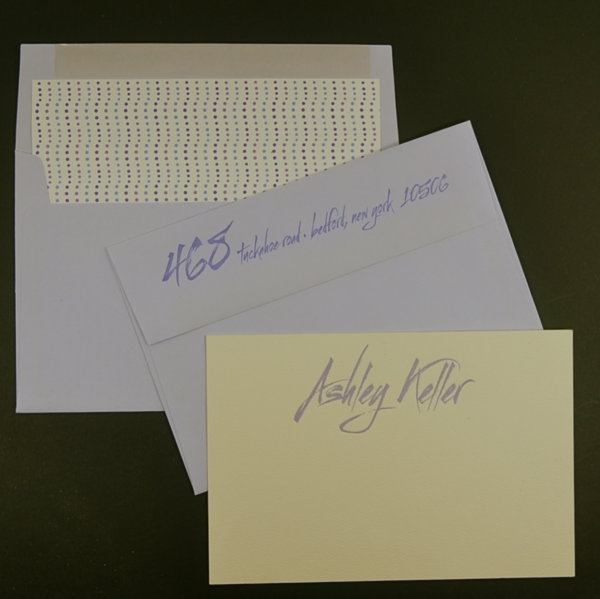 468 tuckahoe road • bedford, new york 10506
Ashley Keller